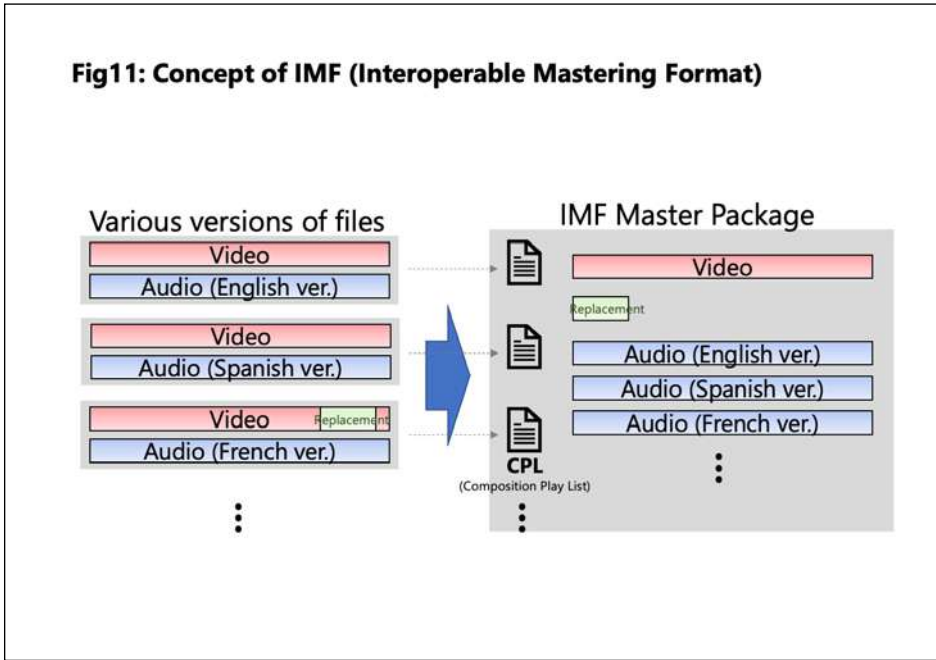 Fig11: Concept of IMF (Interoperable Mastering Format)
Various versions of files
Video
Audio (English ver.)
Video
Audio (Spanish ver.)
Video
Replacement
Audio (French ver.)
IMF Master Package
Video
Replacement
Audio (English ver.)
Audio (Spanish ver.)
Audio (French ver.)
CPL
(Composition Play List)